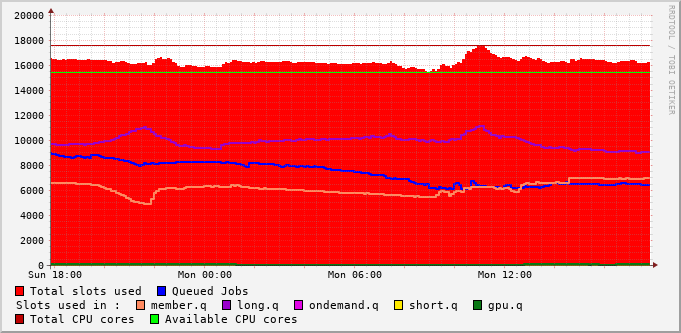 20000
18000
16000
14000
12000
10000
8000
6000
4000
2000
0
Sun 18:00 Mon 00:00 Mon 06:00 Mon 12:00
RRDTOOL / TOBI OETIKER
Total slots used Queued Jobs
Slots used in : member.q long.q ondemand.q short.q gpu.q
Total CPU cores Available CPU cores